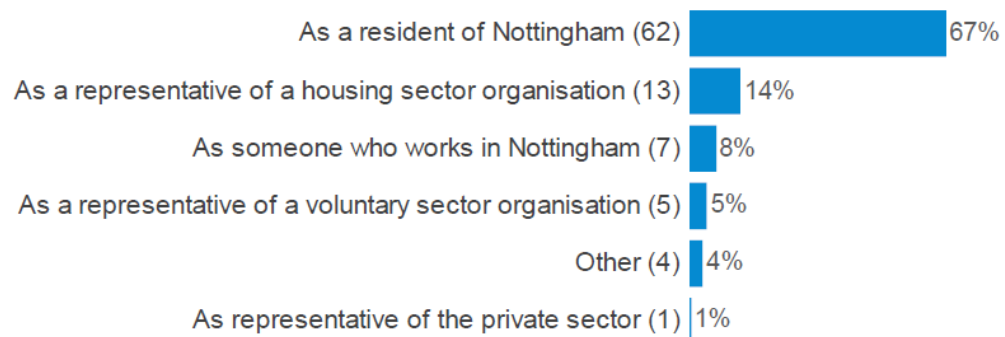 As a resident of Nottingham (62) 67%
As a representative of a housing sector organisation (13) 14%
As someone who works in Nottingham (7) 8%
As a representative of a voluntary sector organisation (5) 5%
Other (4) 4%
As representative of the private sector (1) 1%